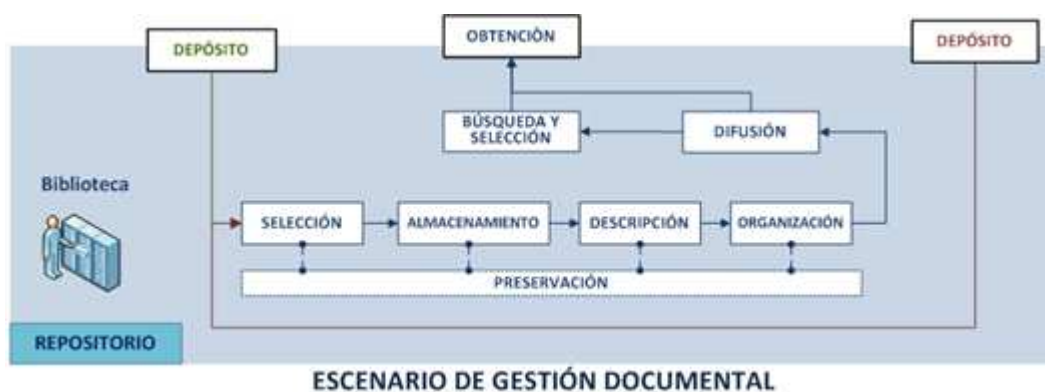 DEPÓSITO
OBTENCIÓN
DEPÓSITO
BÚSQUEDA Y
SELECCIÓN
DIFUSIÓN
Biblioteca
SELECCIÓN
ALMACENAMIENTO
DESCRIPCIÓN
ORGANIZACIÓN
PRESERVACIÓN
REPOSITORIO
ESCENARIO DE GESTIÓN DOCUMENTAL